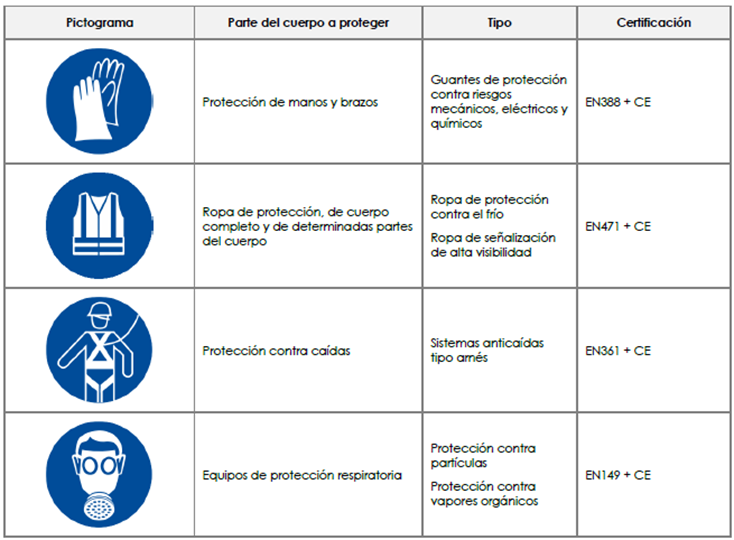 Pictograma Parte del cuerpo a proteger Tipo Certificación
Protección de manos y brazos
Guantes de protección
contra riesgos
mecánicos, eléctricos y
químicos
EN388 + CE
Ropa de protección, de cuerpo
completo y de determinadas partes
del cuerpo
Ropa de protección
contra el frío
Ropa de señalización
de alta visibilidad
EN471 + CE
Protección contra caídas
Sistemas anticaídas
tipo arnés
EN361 + CE
Equipos de protección respiratoria
Protección contra
partículas
Protección contra
vapores orgánicos
EN149 + CE